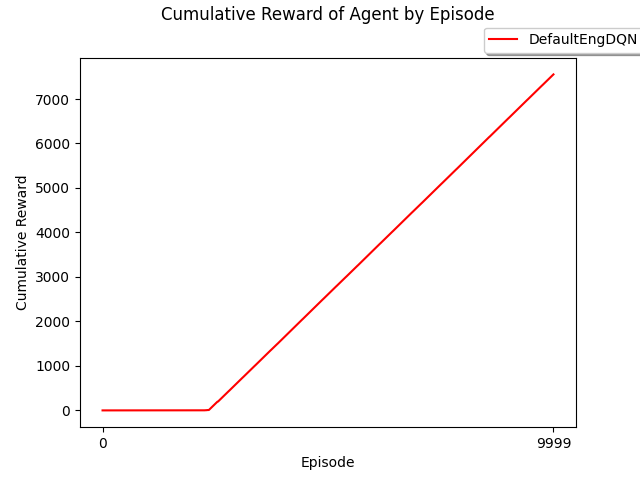 Cumulative Reward of Agent by Episode
DefaultEngDQN
7000
6000
5000
4000
3000
2000
1000
0
Cumulative Reward
0
9999
Episode